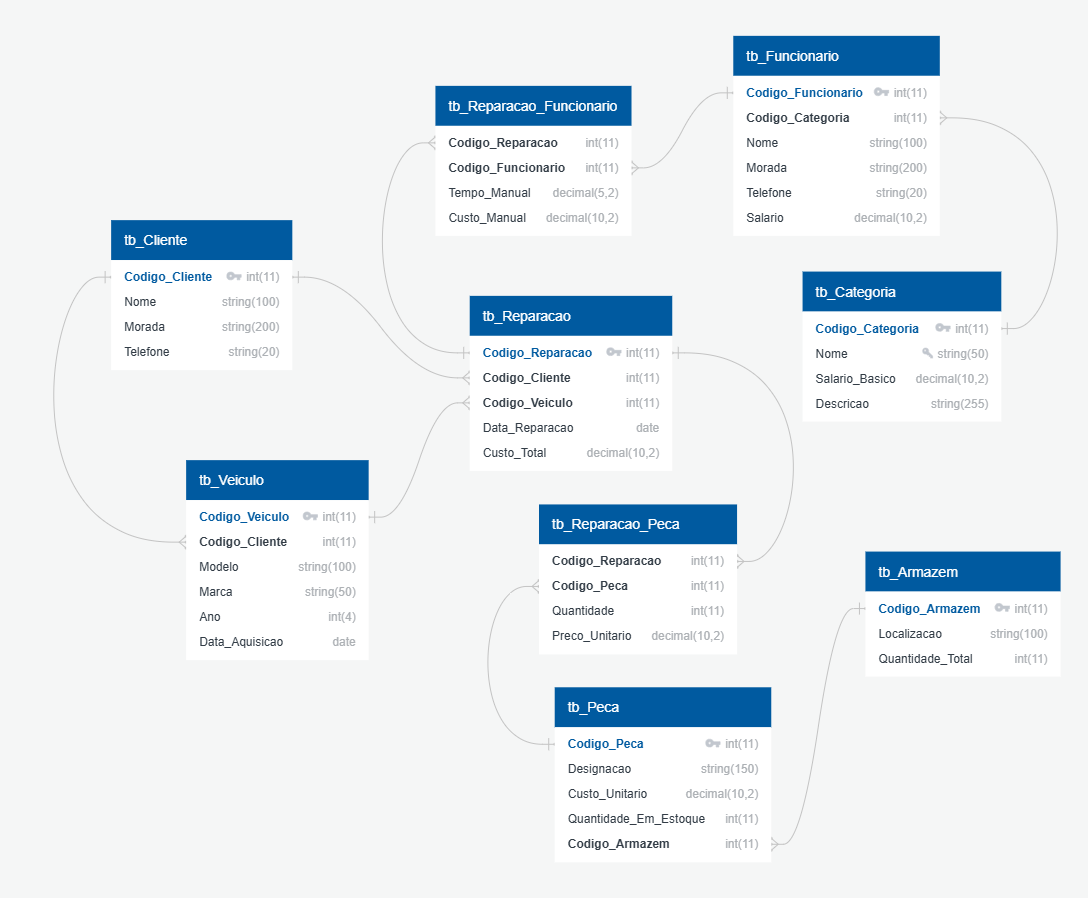 tb_Funcionario
Codigo_Funcionario int(11)
Codigo_Categoria int(11)
Nome string(100)
Morada string(200)
Telefone string(20)
Salario decimal(10,2)
tb_Reparacao_Funcionario
Codigo_Reparacao int(11)
Codigo_Funcionario int(11)
Tempo_Manual decimal(5,2)
Custo_Manual decimal(10,2)
tb_Cliente
Codigo_Cliente int(11)
Nome string(100)
Morada string(200)
Telefone string(20)
tb_Categoria
Codigo_Categoria int(11)
Nome string(50)
Salario_Basico decimal(10,2)
Descricao string(255)
tb_Reparacao
Codigo_Reparacao int(11)
Codigo_Cliente int(11)
Codigo_Veiculo int(11)
Data_Reparacao date
Custo_Total decimal(10,2)
tb_Veiculo
Codigo_Veiculo int(11)
Codigo_Cliente int(11)
Modelo string(100)
Marca string(50)
Ano int(4)
Data_Aquisicao date
tb_Reparacao_Peca
Codigo_Reparacao int(11)
Codigo_Peca int(11)
Quantidade int(11)
Preco_Unitario decimal(10,2)
tb_Armazem
Codigo_Armazem int(11)
Localizacao string(100)
Quantidade_Total int(11)
tb_Peca
Codigo_Peca int(11)
Designacao string(150)
Custo_Unitario decimal(10,2)
Quantidade_Em_Estoque int(11)
Codigo_Armazem int(11)